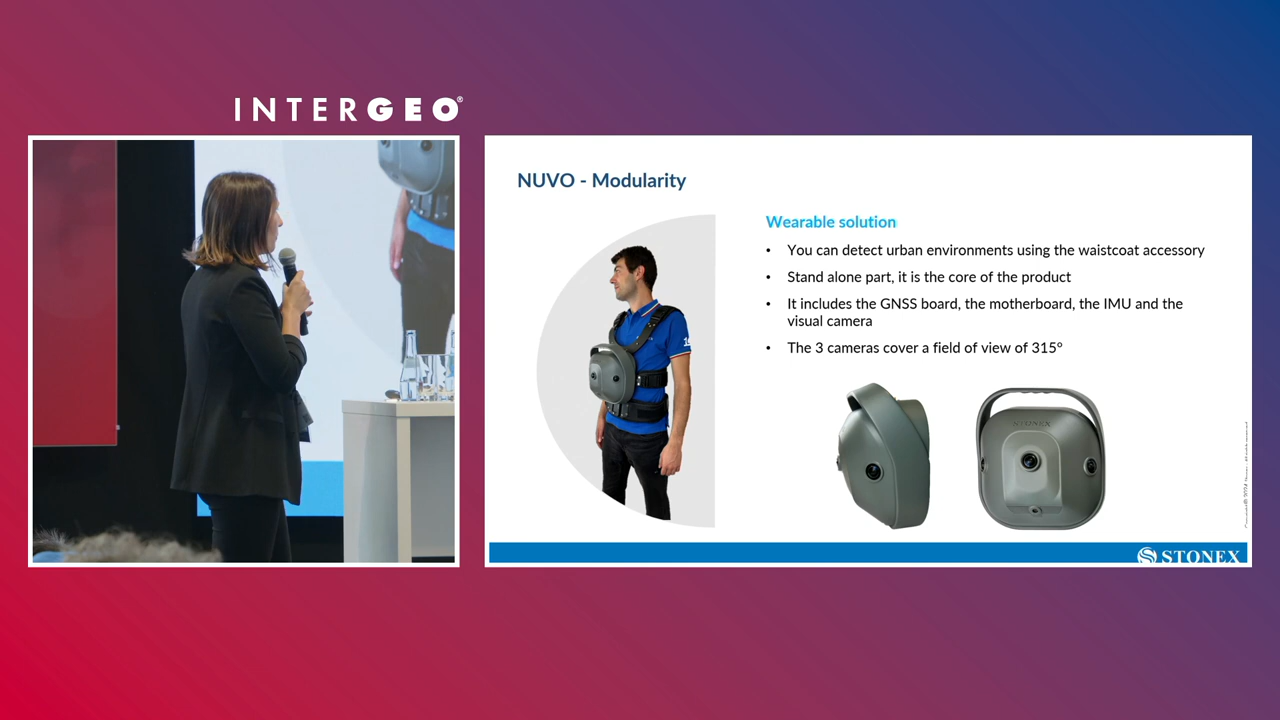 INTERGEO®
NUVO - Modularity
Wearable solution
• You can detect urban environments using the waistcoat accessory
• Stand alone part, it is the core of the product
• It includes the GNSS board, the motherboard, the IMU and the
visual camera
• The 3 cameras cover a field of view of 315°
STONEX
STONEX